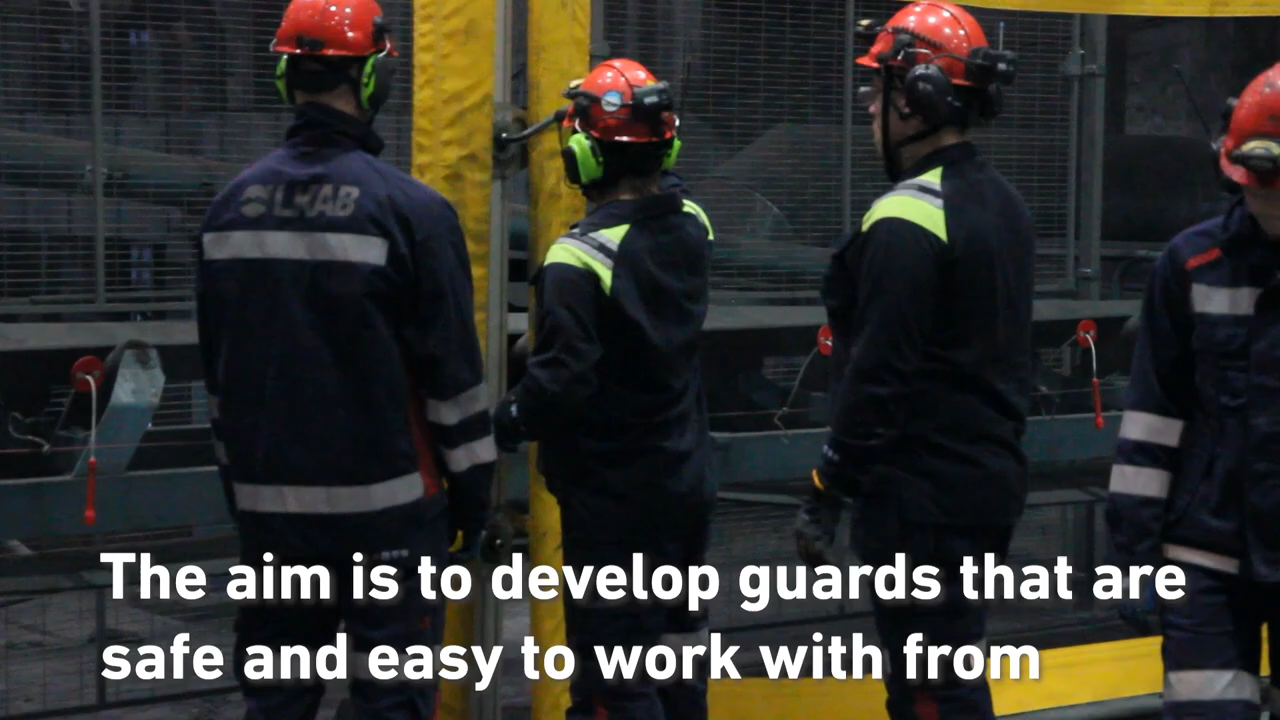 LKAB
The aim is to develop guards that are
safe and easy to work with from